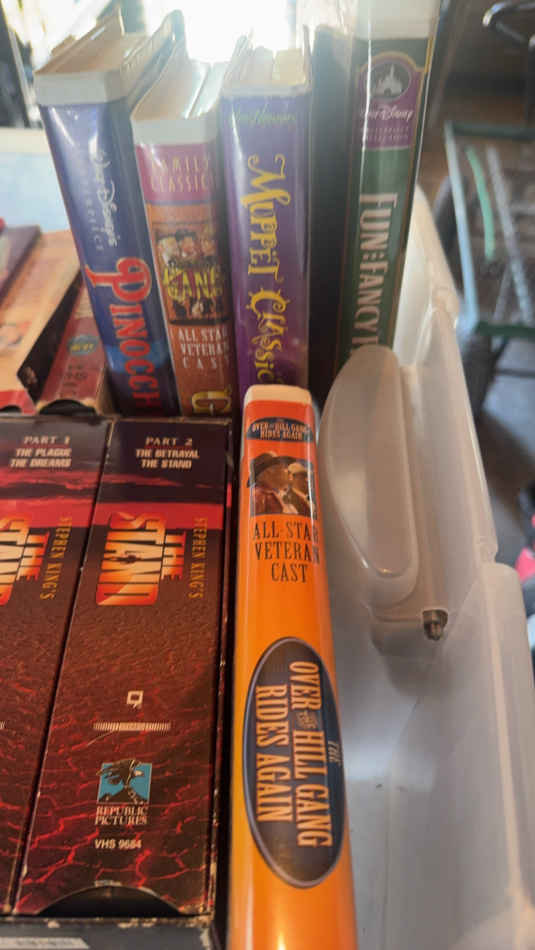 Walt Disney's
Masterpiece
FAMILY
CLASSICS
GANG
ALL STAR
VETERAN
CAST
MUPPET CLASSIC
WALT DISNEY
FUN AND FANCY
PART 1
THE PLAGUE
THE DREAMS
STEPHEN KING'S
THE
STAND
PART 2
THE BETRAYAL
THE STAND
STEPHEN KING'S
THE
STAND
REPUBLIC
PICTURES
VHS 9684
OVER THE HILL GANG
RIDES AGAIN
ALL-STAR
VETERAN
CAST
THE
OVER THE HILL GANG
RIDES AGAIN